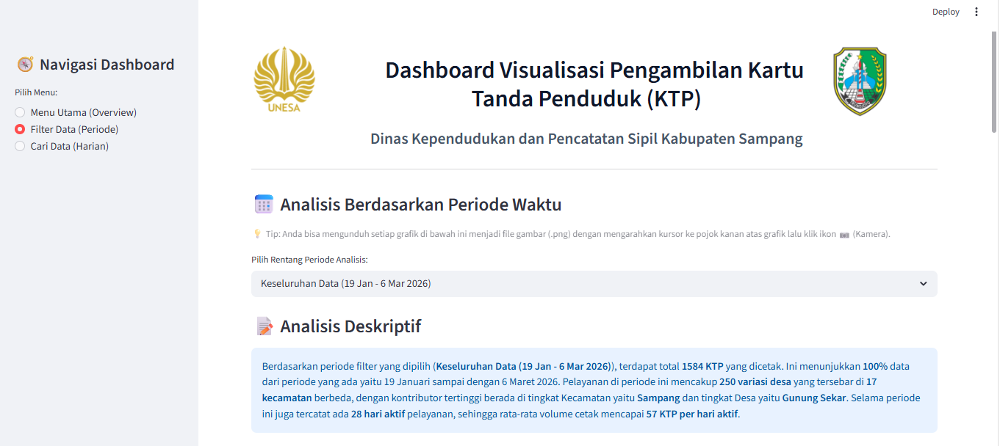 Deploy
Navigasi Dashboard
Pilih Menu:
Menu Utama (Overview)
Filter Data (Periode)
Cari Data (Harian)
UNESA
Dashboard Visualisasi Pengambilan Kartu
Tanda Penduduk (KTP)
Dinas Kependudukan dan Pencatatan Sipil Kabupaten Sampang
Analisis Berdasarkan Periode Waktu
Tip: Anda bisa mengunduh setiap grafik di bawah ini menjadi file gambar (.png) dengan mengarahkan kursor ke pojok kanan atas grafik lalu klik ikon 📷 (Kamera).
Pilih Rentang Periode Analisis:
Keseluruhan Data (19 Jan - 6 Mar 2026)
Analisis Deskriptif
Berdasarkan periode filter yang dipilih (Keseluruhan Data (19 Jan - 6 Mar 2026)), terdapat total 1584 KTP yang dicetak. Ini menunjukkan 100% data
dari periode yang ada yaitu 19 Januari sampai dengan 6 Maret 2026. Pelayanan di periode ini mencakup 250 variasi desa yang tersebar di 17
kecamatan berbeda, dengan kontributor tertinggi berada di tingkat Kecamatan yaitu Sampang dan tingkat Desa yaitu Gunung Sekar. Selama periode
ini juga tercatat ada 28 hari aktif pelayanan, sehingga rata-rata volume cetak mencapai 57 KTP per hari aktif.